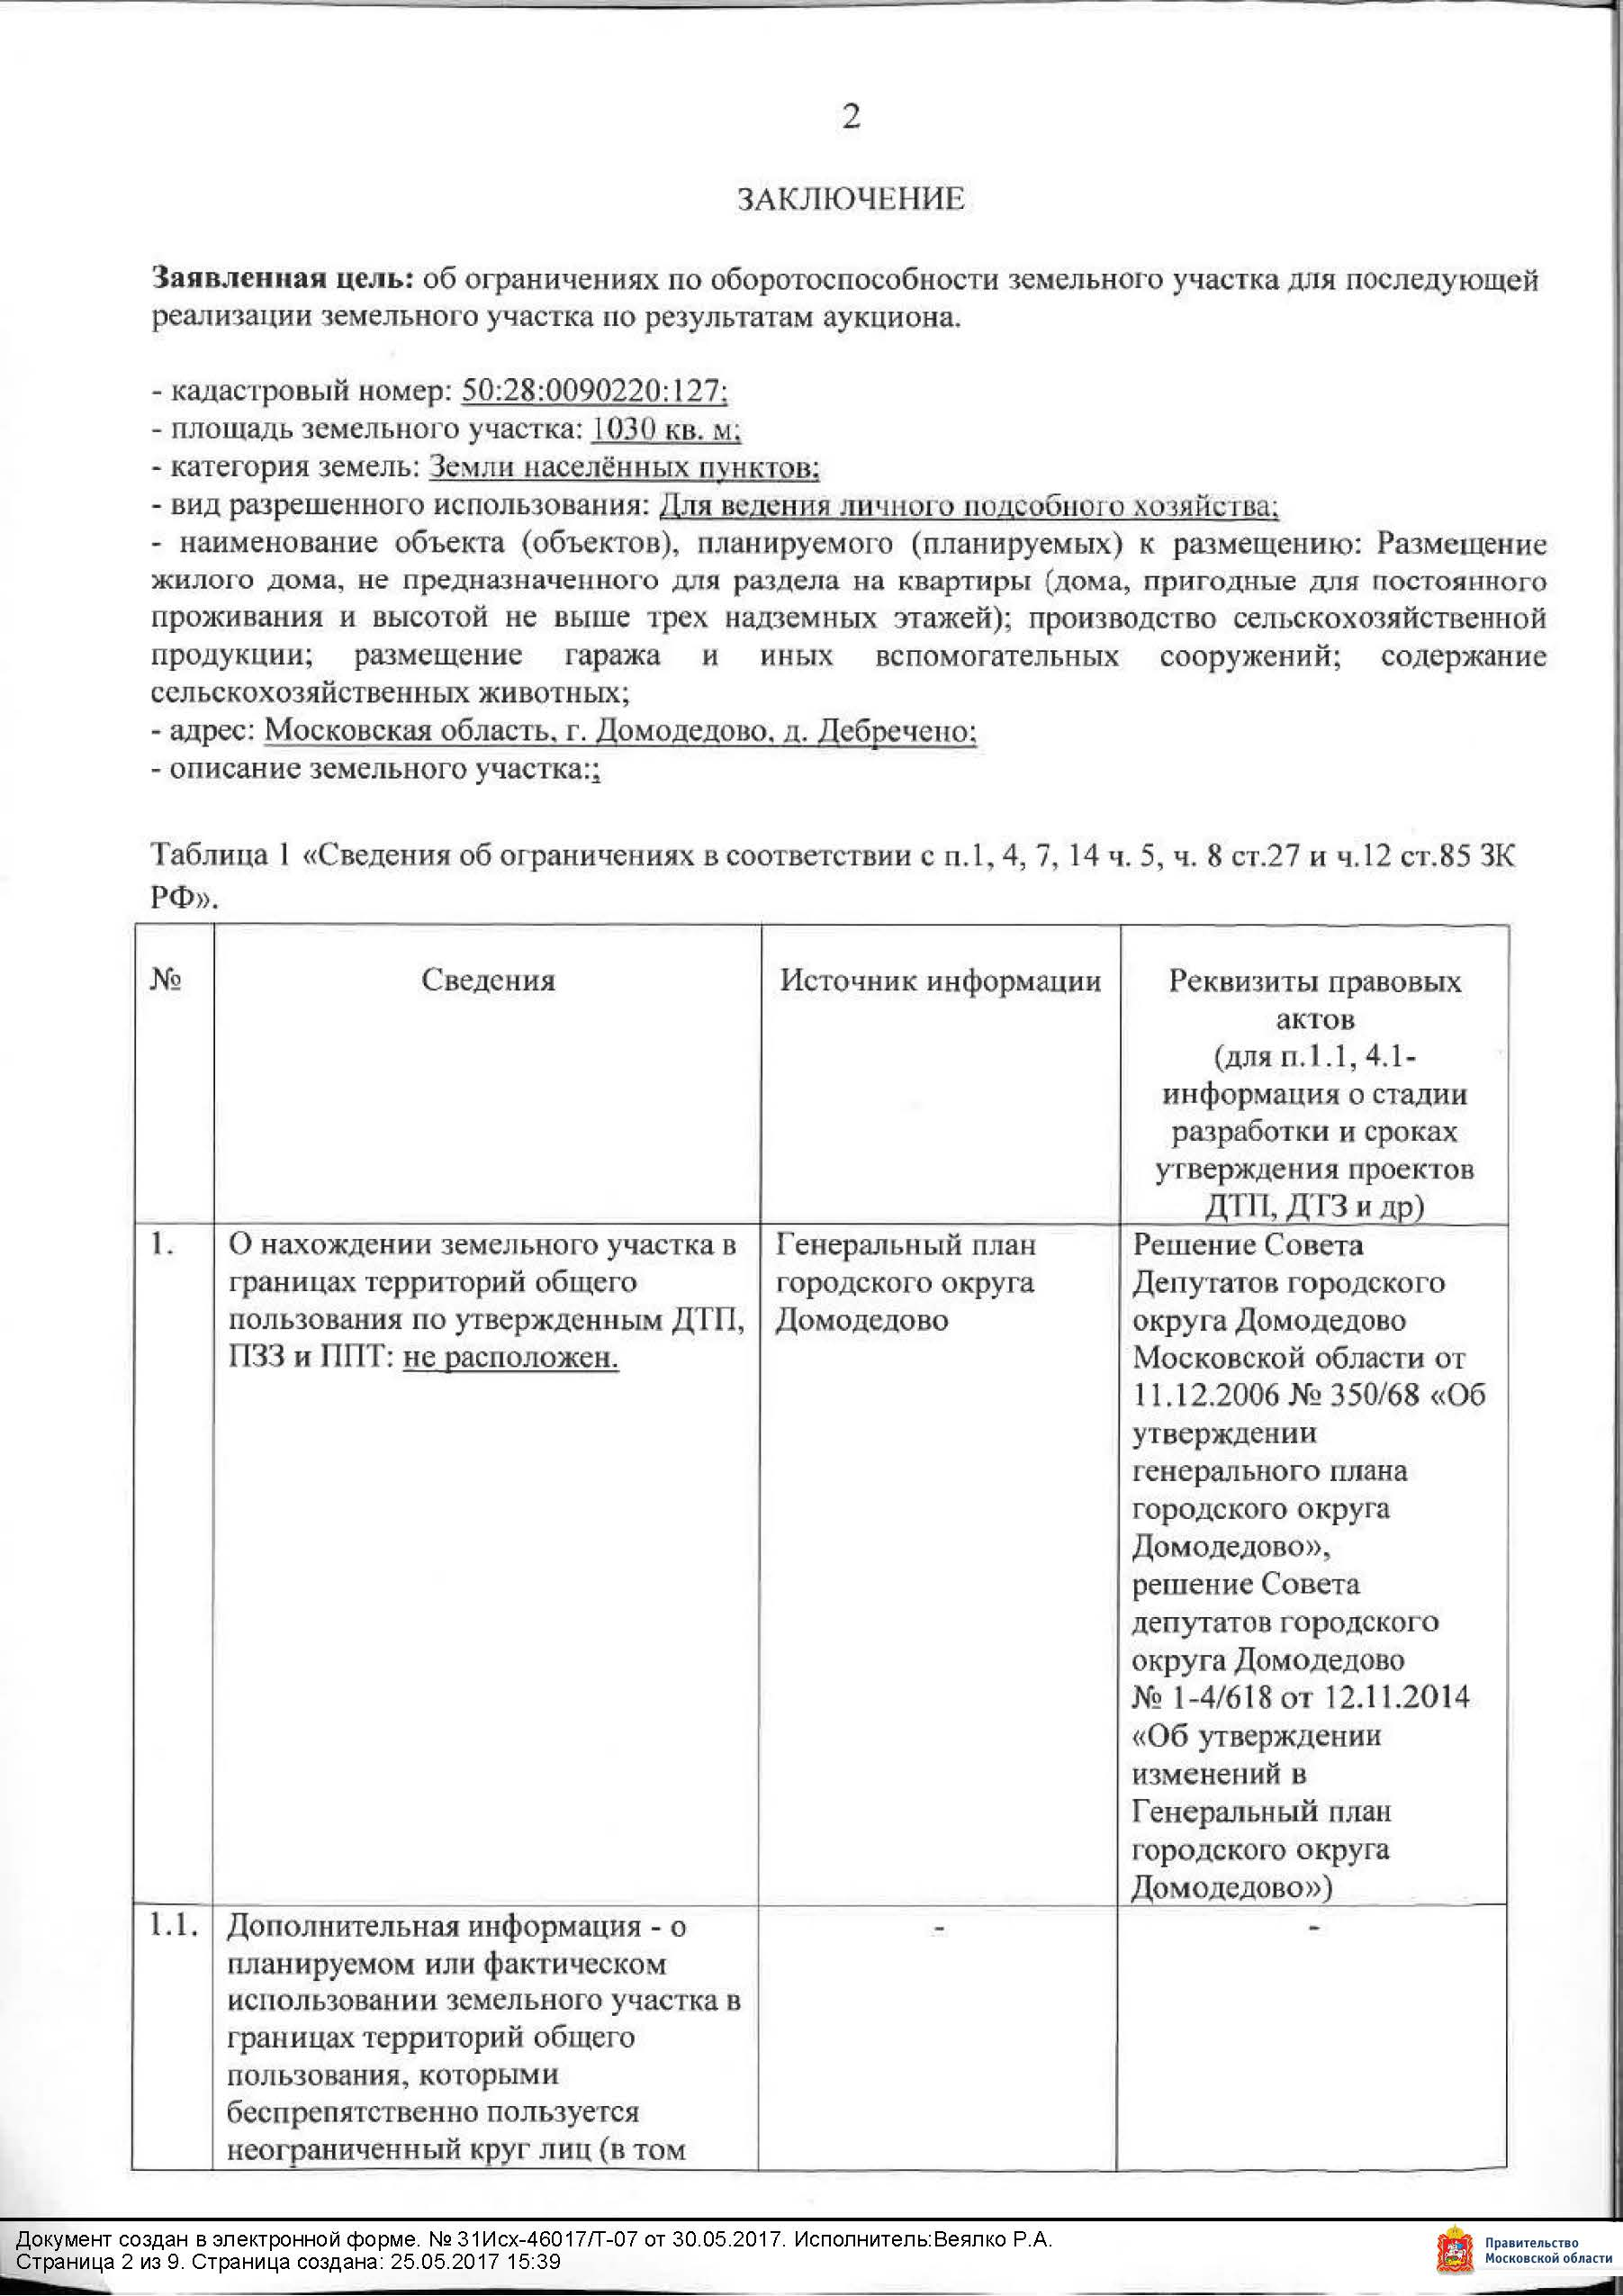 2
ЗАКЛЮЧЕНИЕ
Заявленная цель: об ограничениях по оборотоспособности земельного участка для последующей
реализации земельного участка по результатам аукциона.
- кадастровый номер: 50:28:0090220:127;
- площадь земельного участка: 1030 кв. м;
- категория земель: Земли населённых пунктов;
- вид разрешенного использования: Для ведения личного подсобного хозяйства;
- наименование объекта (объектов), планируемого (планируемых) к размещению: Размещение
жилого дома, не предназначенного для раздела на квартиры (дома, пригодные для постоянного
проживания и высотой не выше трех надземных этажей); производство сельскохозяйственной
продукции; размещение гаража и иных вспомогательных сооружений; содержание
сельскохозяйственных животных;
- адрес: Московская область, г. Домодедово, д. Дебречено;
- описание земельного участка:;
Таблица 1 «Сведения об ограничениях в соответствии с п.1, 4, 7, 14 ч. 5, ч. 8 ст.27 и ч.12 ст.85 ЗК
РФ».
№
Сведения
Источник информации
Реквизиты правовых
актов
(для п.1.1, 4.1-
информация о стадии
разработки и сроках
утверждения проектов
ДТП, ДТЗ и др)
1.
О нахождении земельного участка в
границах территорий общего
пользования по утвержденным ДТП,
ПЗЗ и ППТ: не расположен.
Генеральный план
городского округа
Домодедово
Решение Совета
Депутатов городского
округа Домодедово
Московской области от
11.12.2006 № 350/68 «Об
утверждении
генерального плана
городского округа
Домодедово»,
решение Совета
депутатов городского
округа Домодедово
№ 1-4/618 от 12.11.2014
«Об утверждении
изменений в
Генеральный план
городского округа
Домодедово»)
1.1.
Дополнительная информация - о
планируемом или фактическом
использовании земельного участка в
границах территорий общего
пользования, которыми
беспрепятственно пользуется
неограниченный круг лиц (в том
-
-
Документ создан в электронной форме. № 31Исх-46017/Т-07 от 30.05.2017. Исполнитель:Веялко Р.А.
Страница 2 из 9. Страница создана: 25.05.2017 15:39
Правительство
Московской области